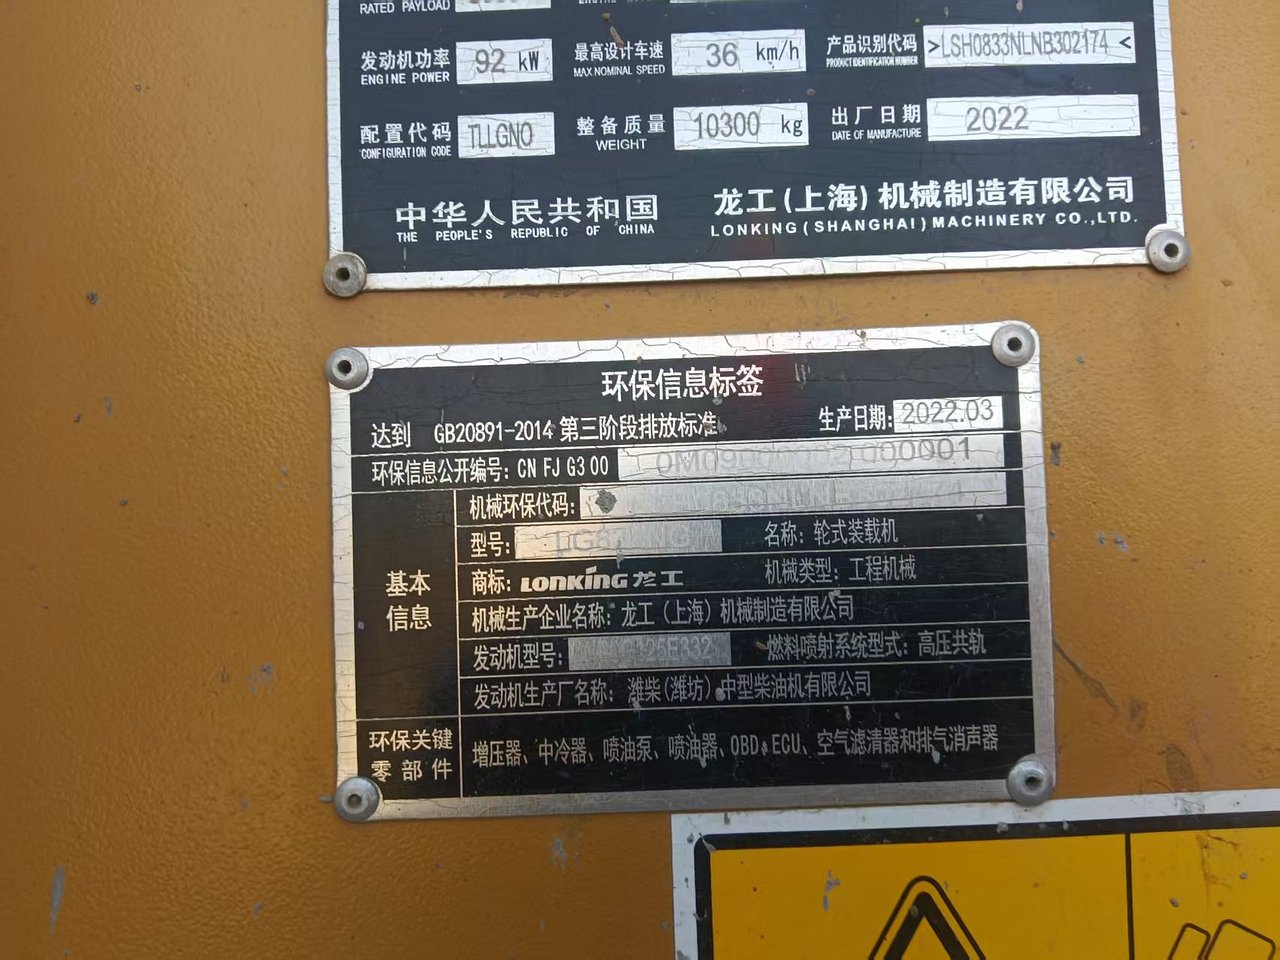 RATED PAYLOAD
发动机功率 92 kW 最高设计车速 36 km/h 产品识别代码 >LSH0833NLNB302174<
ENGINE POWER MAX.NOMINAL SPEED PRODUCT IDENTIFICATION NUMBER
配置代码 TLLGNO 整备质量 10300 kg 出厂日期 2022
CONFIGURATION CODE WEIGHT DATE OF MANUFACTURE
中华人民共和国 龙工(上海)机械制造有限公司
THE PEOPLE'S REPUBLIC OF CHINA LONKING(SHANGHAI)MACHINERY CO.,LTD.
环保信息标签
达到 GB20891-2014 第三阶段排放标准 生产日期: 2022.03
环保信息公开编号: CN FJ G3 00 000001
机械环保代码:
型号: 名称: 轮式装载机
商标: LONKING 龙工 机械类型: 工程机械
基本
信息
机械生产企业名称: 龙工(上海)机械制造有限公司
发动机型号: 燃料喷射系统型式: 高压共轨
发动机生产厂名称: 潍柴(潍坊)中型柴油机有限公司
环保关键
零部件
增压器、中冷器、喷油泵、喷油器、OBD、ECU、空气滤清器和排气消声器